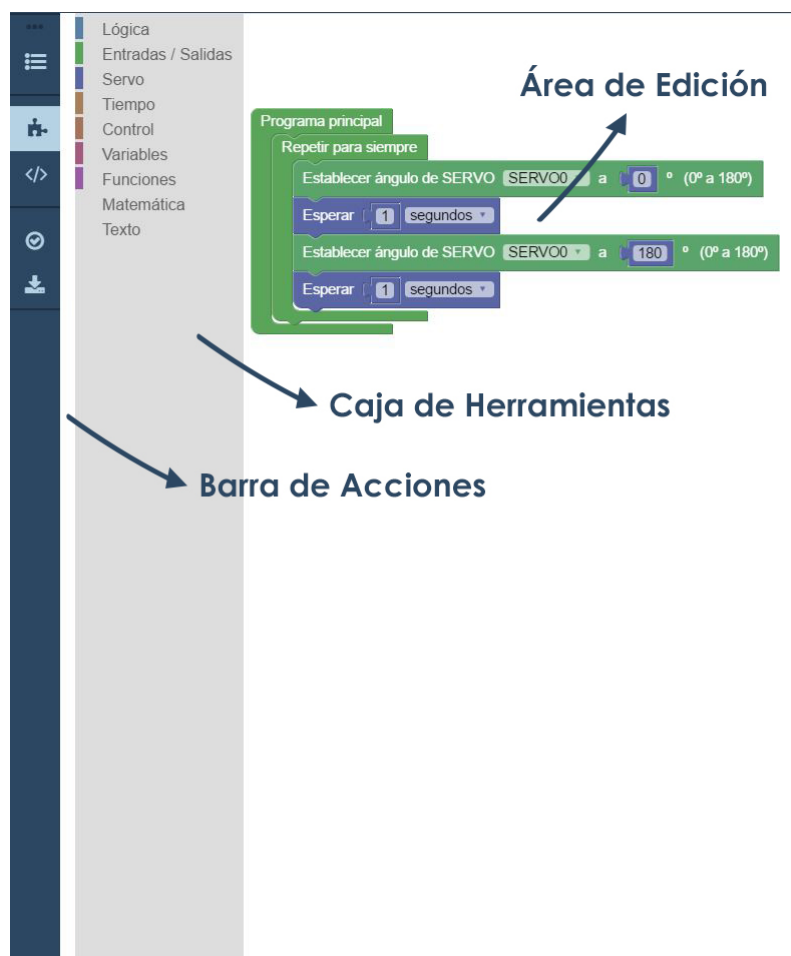 Lógica
Entradas / Salidas
Servo
Tiempo
Control
Variables
Funciones
Matemática
Texto
Área de Edición
Programa principal
Repetir para siempre
Establecer ángulo de SERVO SERVO0 a 0 º (0º a 180º)
Esperar 1 segundos
Establecer ángulo de SERVO SERVO0 a 180 º (0º a 180º)
Esperar 1 segundos
Caja de Herramientas
Barra de Acciones